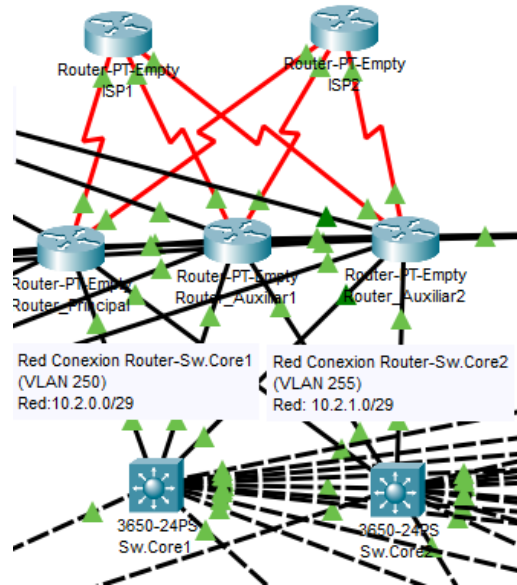 Router-PT-Empty
ISP1
Router-PT-Empty
ISP2
Router-PT-Empty
Router_Principal
Router-PT-Empty
Router_Auxiliar1
Router-PT-Empty
Router_Auxiliar2
Red Conexion Router-Sw.Core1
(VLAN 250)
Red:10.2.0.0/29
Red Conexion Router-Sw.Core2
(VLAN 255)
Red: 10.2.1.0/29
3650-24PS
Sw.Core1
3650-24PS
Sw.Core2